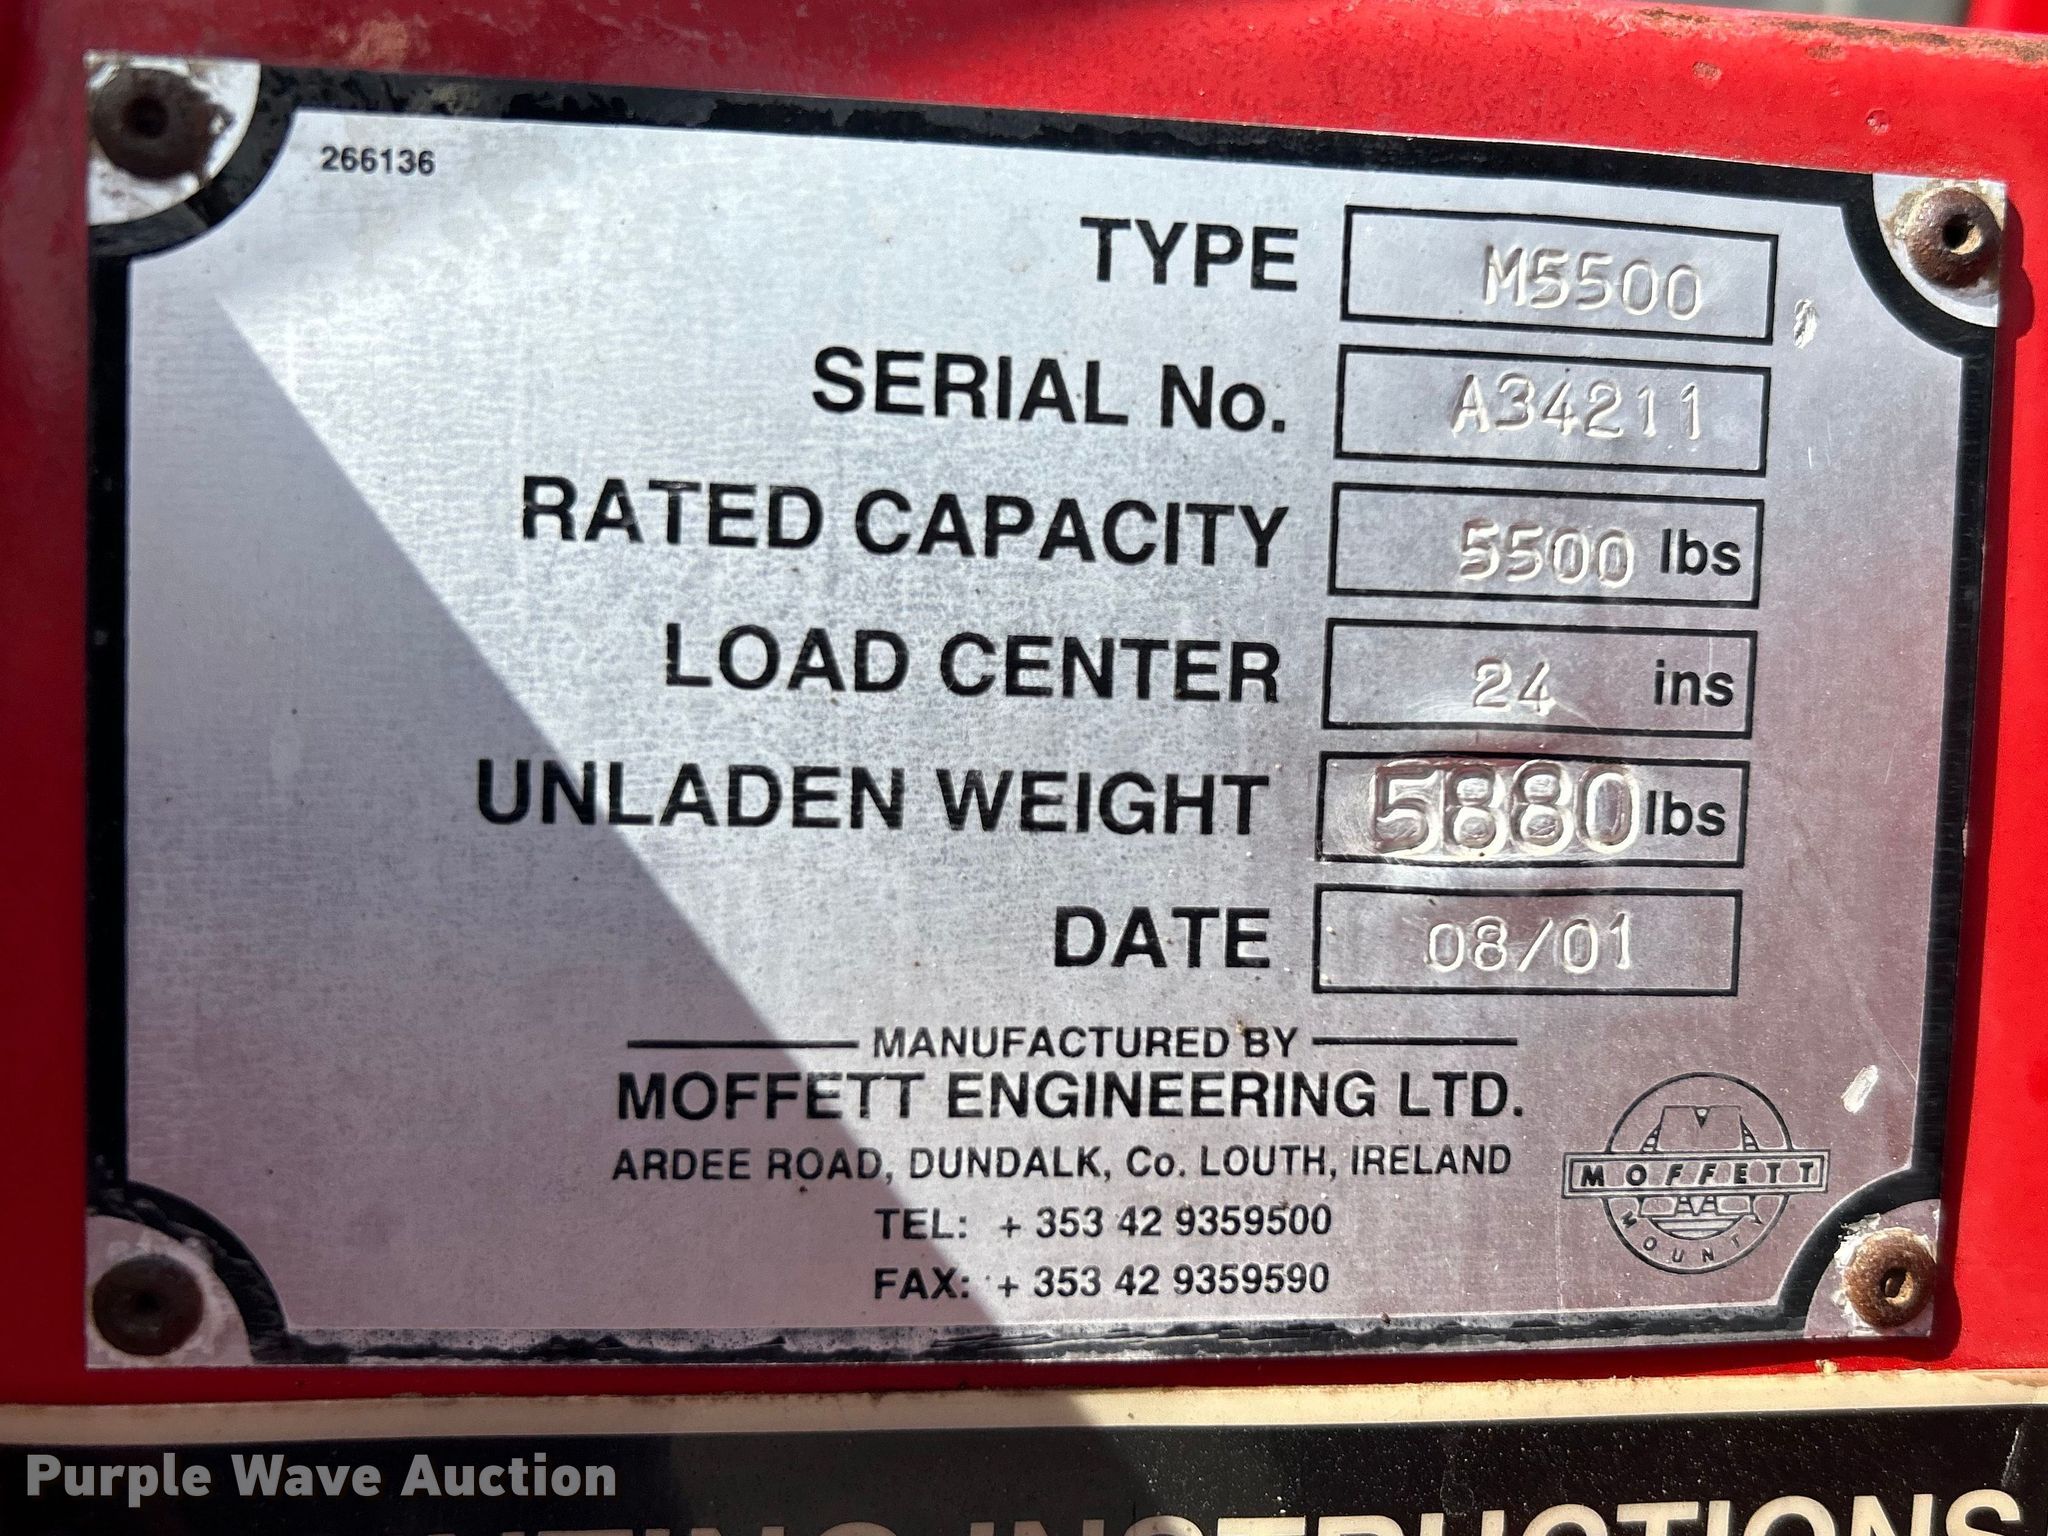 266136
TYPE M5500
SERIAL No. A34211
RATED CAPACITY 5500 lbs
LOAD CENTER 24 ins
UNLADEN WEIGHT 5880 lbs
DATE 08/01
MANUFACTURED BY
MOFFETT ENGINEERING LTD.
ARDEE ROAD, DUNDALK, Co. LOUTH, IRELAND
TEL: + 353 42 9359500
FAX: + 353 42 9359590
MOFFETT
MOUNTY
Purple Wave Auction
INSTRUCTIONS